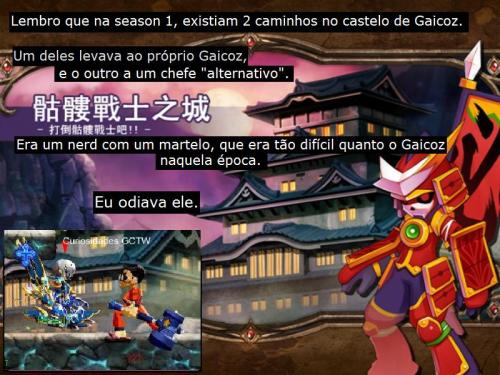 Lembro que na season 1, existiam 2 caminhos no castelo de Gaicoz.
Um deles levava ao próprio Gaicoz,
e o outro a um chefe "alternativo".
骷髏戰士之城
- 打倒骷髏戰士吧!! -
Era um nerd com um martelo, que era tão difícil quanto o Gaicoz
naquela época.
Eu odiava ele.
Curiosidades GCTW